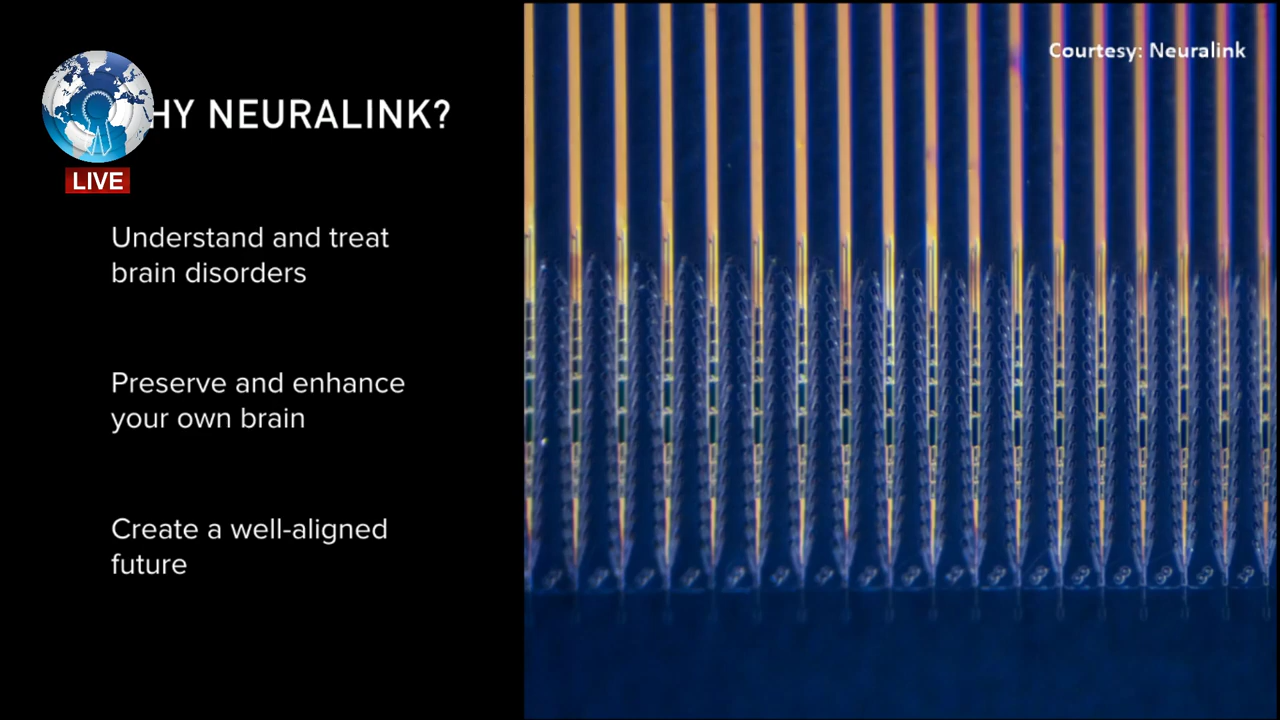 HY NEURALINK?
LIVE
Understand and treat
brain disorders
Preserve and enhance
your own brain
Create a well-aligned
future
Courtesy: Neuralink